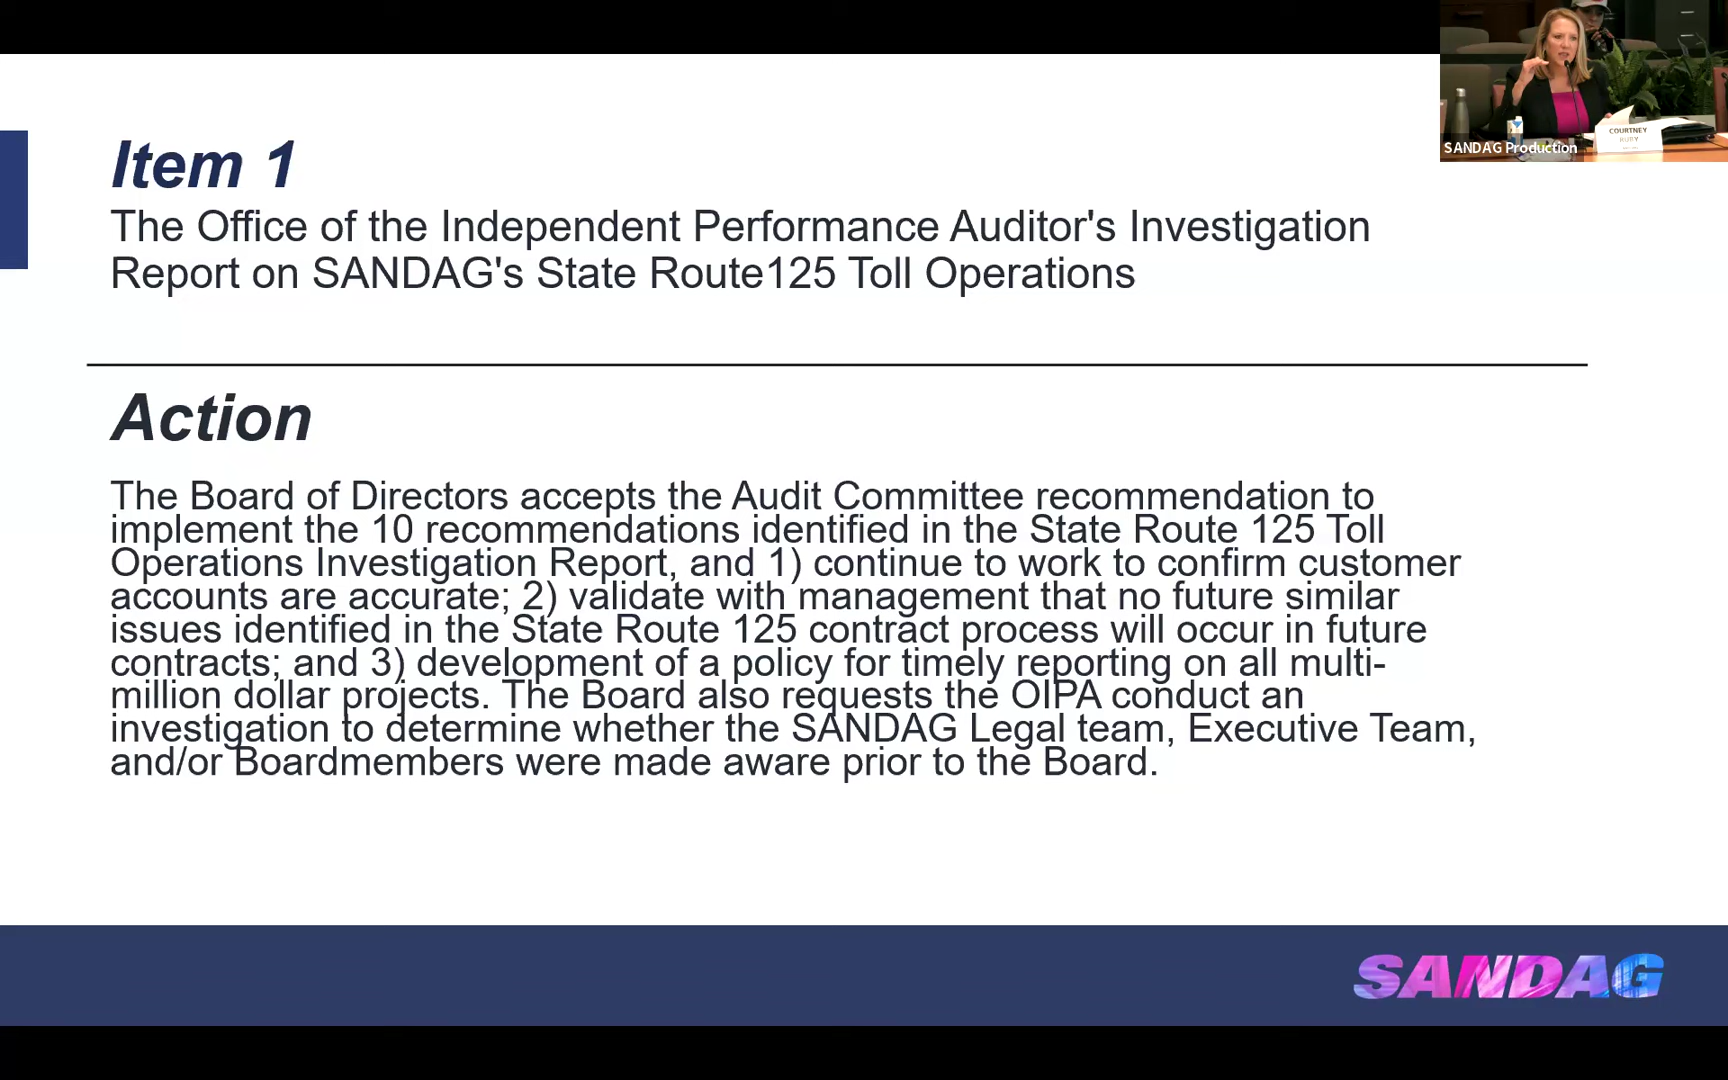 Item 1
The Office of the Independent Performance Auditor's Investigation
Report on SANDAG's State Route125 Toll Operations
Action
The Board of Directors accepts the Audit Committee recommendation to
implement the 10 recommendations identified in the State Route 125 Toll
Operations Investigation Report, and 1) continue to work to confirm customer
accounts are accurate; 2) validate with management that no future similar
issues identified in the State Route 125 contract process will occur in future
contracts; and 3) development of a policy for timely reporting on all multi-
million dollar projects. The Board also requests the OIPA conduct an
investigation to determine whether the SANDAG Legal team, Executive Team,
and/or Boardmembers were made aware prior to the Board.
COURTNEY
RUBY
SANDAG Production
SANDAG